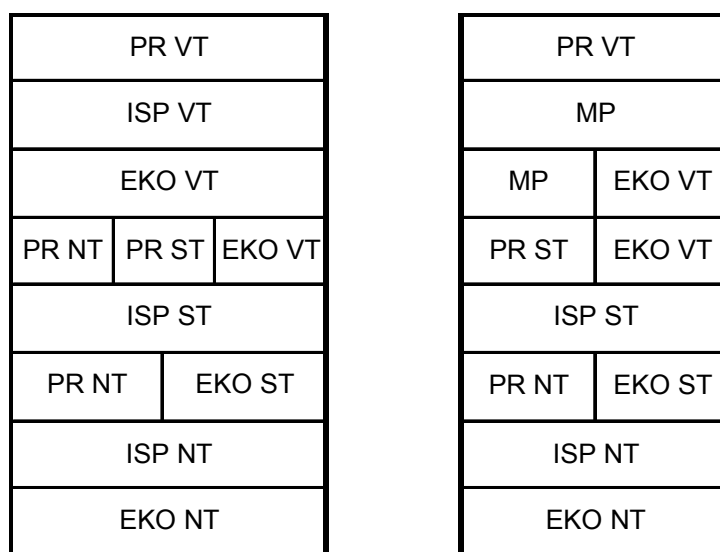 PR VT
ISP VT
EKO VT
PR NT PR ST EKO VT
ISP ST
PR NT EKO ST
ISP NT
EKO NT
PR VT
MP
MP EKO VT
PR ST EKO VT
ISP ST
PR NT EKO ST
ISP NT
EKO NT